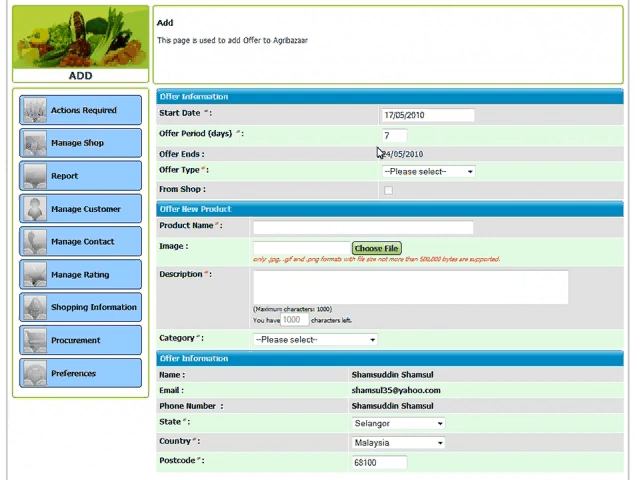 ADD
Add
This page is used to add Offer to Agribazaar
Actions Required
Manage Shop
Report
Manage Customer
Manage Contact
Manage Rating
Shopping Information
Procurement
Preferences
Offer Information
Start Date *: 17/05/2010
Offer Period (days) *: 7
Offer Ends : 24/05/2010
Offer Type*: --Please select--
From Shop :
Offer New Product
Product Name*:
Image: Choose File
only .jpg, .gif and .png formats with file size not more than 500,000 bytes are supported.
Description*:
(Maximum characters: 1000)
You have 1000 characters left.
Category*: --Please select--
Offer Information
Name : Shamsuddin Shamsul
Email : shamsul35@yahoo.com
Phone Number : Shamsuddin Shamsul
State*: Selangor
Country*: Malaysia
Postcode*: 68100